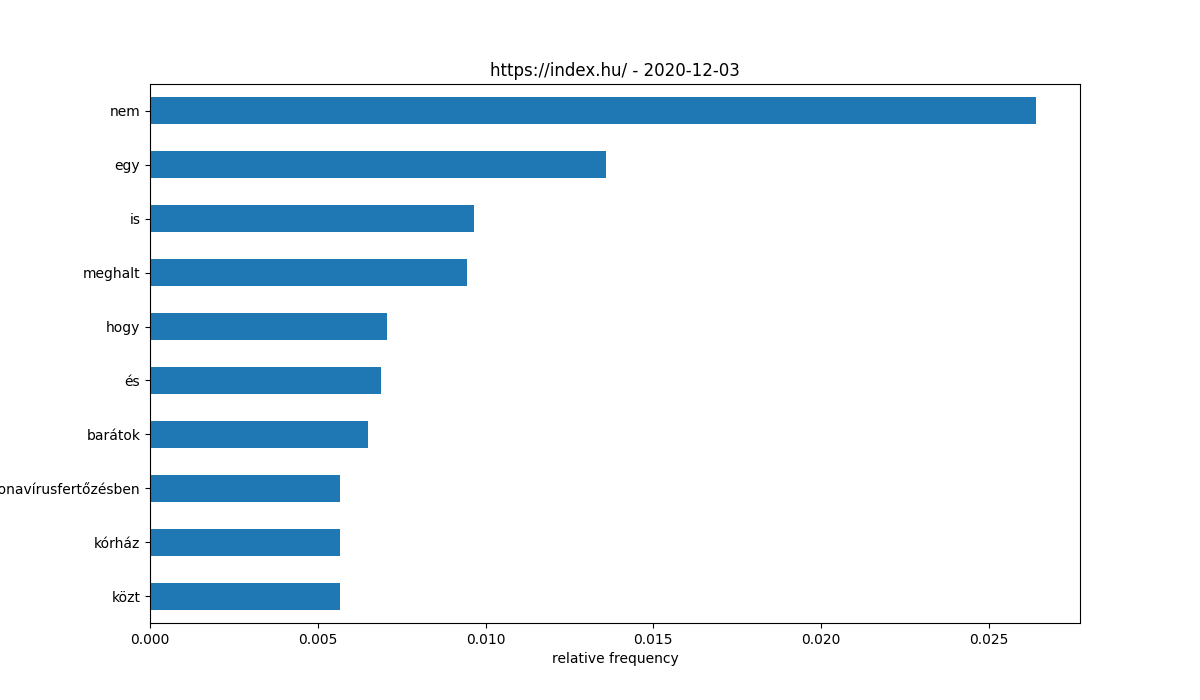 https://index.hu/ - 2020-12-03
nem
egy
is
meghalt
hogy
és
barátok
onavírusfertőzésben
kórház
közt
0.000 0.005 0.010 0.015 0.020 0.025
relative frequency